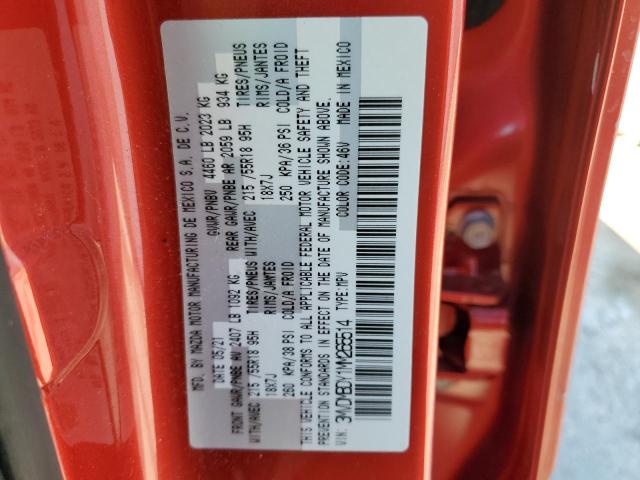 MFD BY MAZDA MOTOR MANUFACTURING DE MEXICO S.A. DE C.V.
DATE 05/21 GVWR/PNBV 4460 LB 2023 KG
FRONT GAWR/PNBE AV 2407 LB 1092 KG REAR GAWR/PNBE AR 2059 LB 934 KG
WITH/AVEC 215 /55R18 95H TIRES/PNEUS WITH/AVEC 215 /55R18 95H TIRES/PNEUS
18X7J RIMS/JANTES 18X7J RIMS/JANTES
260 KPA/38 PSI COLD/A FROID 250 KPA/36 PSI COLD/A FROID
THIS VEHICLE CONFORMS TO ALL APPLICABLE FEDERAL MOTOR VEHICLE SAFETY AND THEFT
PREVENTION STANDARDS IN EFFECT ON THE DATE OF MANUFACTURE SHOWN ABOVE.
VIN: 3MVDMBDY1MM265514 TYPE:MPV COLOR CODE:46V MADE IN MEXICO